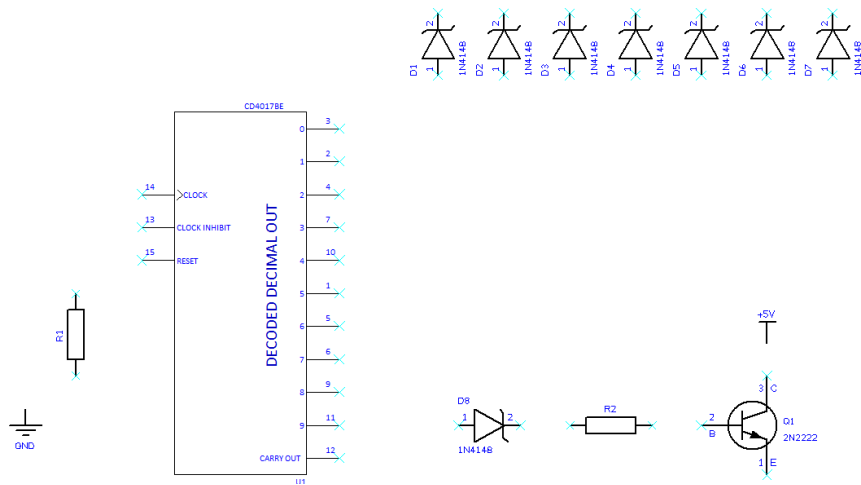 2 2 2 2 2 2 2
D1 1 1N4148
D2 1 1N4148
D3 1 1N4148
D4 1 1N4148
D5 1 1N4148
D6 1 1N4148
D7 1 1N4148
CD4017BE
0 3
1 2
14 CLOCK
2 4
13 CLOCK INHIBIT
3 7
15 RESET
4 10
5 1
6 5
7 6
8 9
9 11
CARRY OUT 12
DECODED DECIMAL OUT
U1
R1
GND
D8
1 2
1N4148
R2
+5V
3 C
2
B
Q1
2N2222
1 E